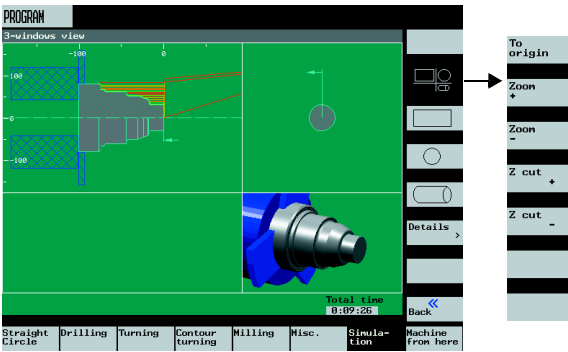 PROGRAM
3-windows view
-100
0
100
0
-100
Details
>
Total time
0:09:26
Back
Straight
Circle
Drilling
Turning
Contour
turning
Milling
Misc.
Simula-
tion
Machine
from here
To
origin
Zoom
+
Zoom
-
Z cut
+
Z cut
-